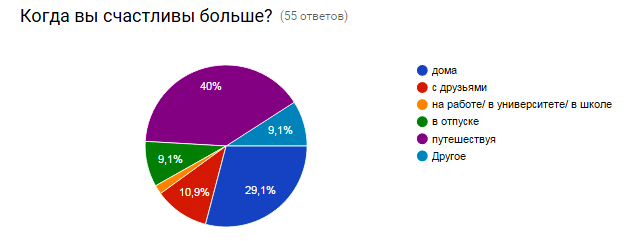 Когда вы счастливы больше? (55 ответов)
дома
с друзьями
на работе/ в университете/ в школе
в отпуске
путешествуя
Другое
40%
9,1%
9,1%
10,9%
29,1%